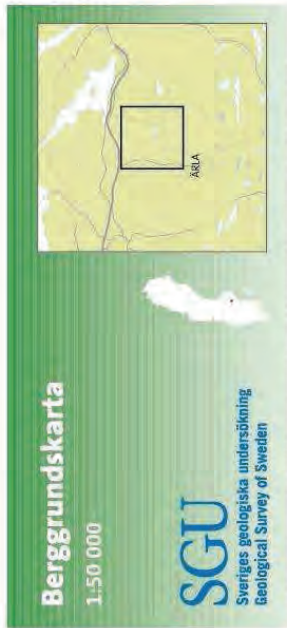 Berggrundskarta
1:50 000
ÄRLA
SGU
Sveriges geologiska undersökning
Geological Survey of Sweden